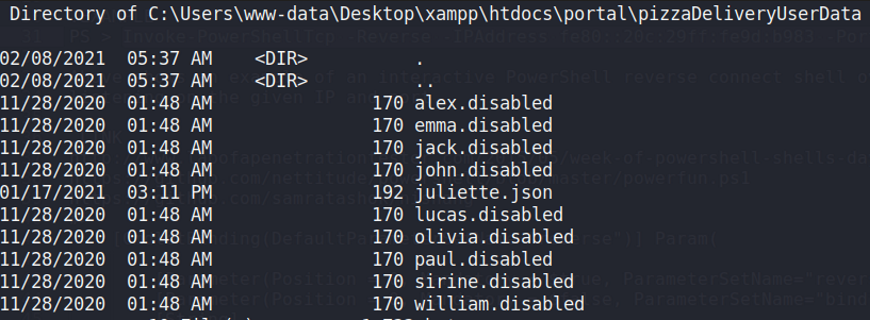 Directory of C:\Users\www-data\Desktop\xampp\htdocs\portal\pizzaDeliveryUserData
02/08/2021 05:37 AM <DIR> .
02/08/2021 05:37 AM <DIR> ..
11/28/2020 01:48 AM 170 alex.disabled
11/28/2020 01:48 AM 170 emma.disabled
11/28/2020 01:48 AM 170 jack.disabled
11/28/2020 01:48 AM 170 john.disabled
01/17/2021 03:11 PM 192 juliette.json
11/28/2020 01:48 AM 170 lucas.disabled
11/28/2020 01:48 AM 170 olivia.disabled
11/28/2020 01:48 AM 170 paul.disabled
11/28/2020 01:48 AM 170 sirine.disabled
11/28/2020 01:48 AM 170 william.disabled